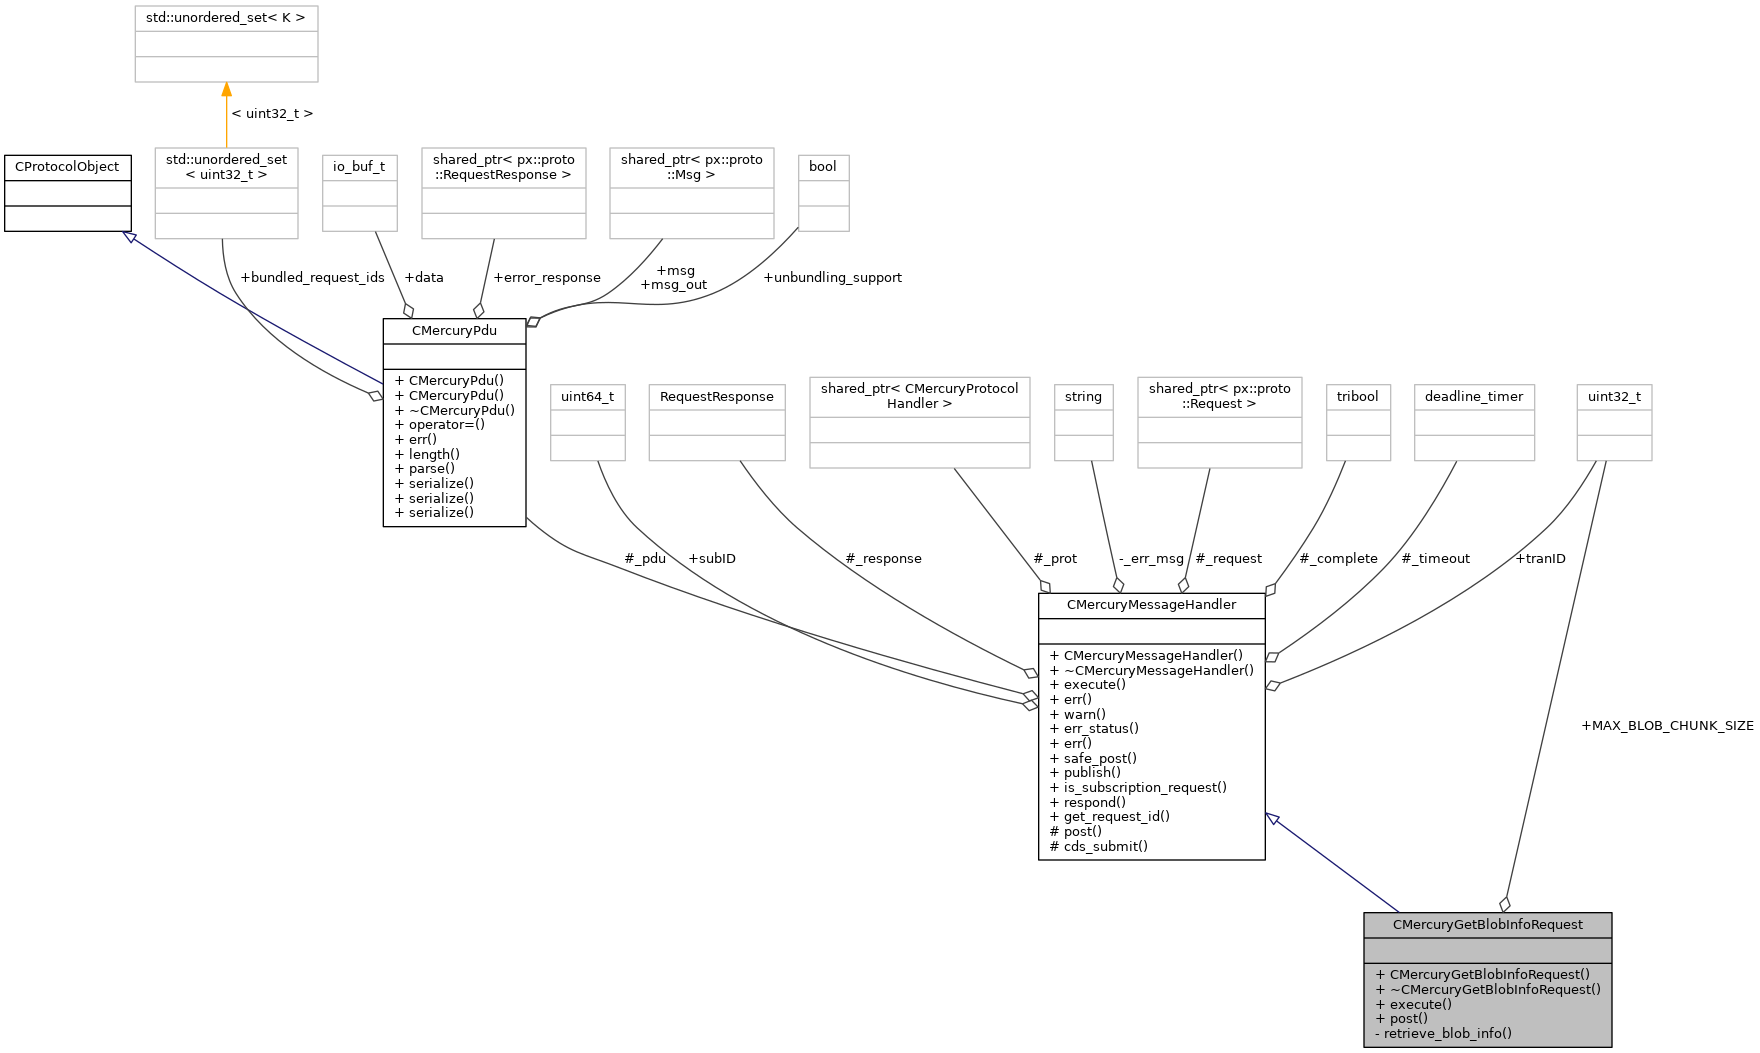 std::unordered_set< K >
< uint32_t >
CProtocolObject
std::unordered_set
< uint32_t >
io_buf_t
shared_ptr< px::proto
::RequestResponse >
shared_ptr< px::proto
::Msg >
bool
+bundled_request_ids
+data
+error_response
+msg
+msg_out
+unbundling_support
CMercuryPdu
+ CMercuryPdu()
+ CMercuryPdu()
+ ~CMercuryPdu()
+ operator=()
+ err()
+ length()
+ parse()
+ serialize()
+ serialize()
+ serialize()
uint64_t
RequestResponse
shared_ptr< CMercuryProtocol
Handler >
string
shared_ptr< px::proto
::Request >
tribool
deadline_timer
uint32_t
#_pdu
+subID
#_response
#_prot
-_err_msg
#_request
#_complete
#_timeout
+tranID
CMercuryMessageHandler
+ CMercuryMessageHandler()
+ ~CMercuryMessageHandler()
+ execute()
+ err()
+ warn()
+ err_status()
+ err()
+ safe_post()
+ publish()
+ is_subscription_request()
+ respond()
+ get_request_id()
# post()
# cds_submit()
+MAX_BLOB_CHUNK_SIZE
CMercuryGetBlobInfoRequest
+ CMercuryGetBlobInfoRequest()
+ ~CMercuryGetBlobInfoRequest()
+ execute()
+ post()
- retrieve_blob_info()